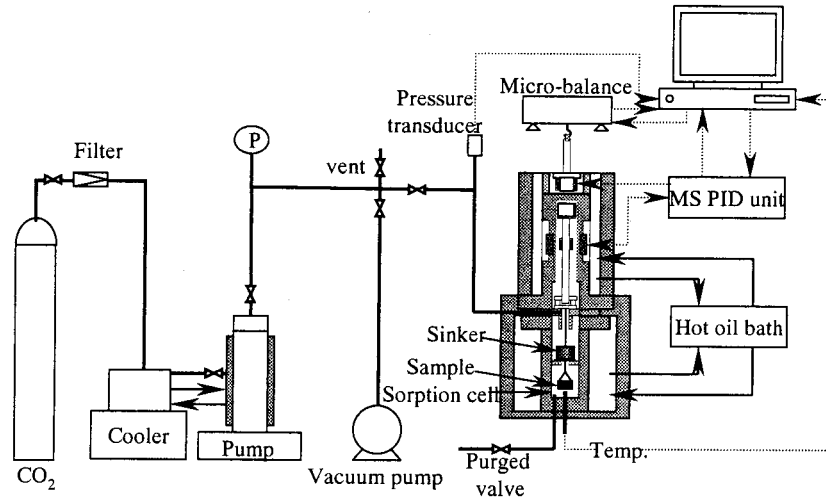 Micro-balance
Pressure
transducer
P
Filter
vent
MS PID unit
Hot oil bath
Sinker
Sample
Sorption cell
Cooler
Pump
Vacuum pump
Purged
valve
Temp.
CO₂